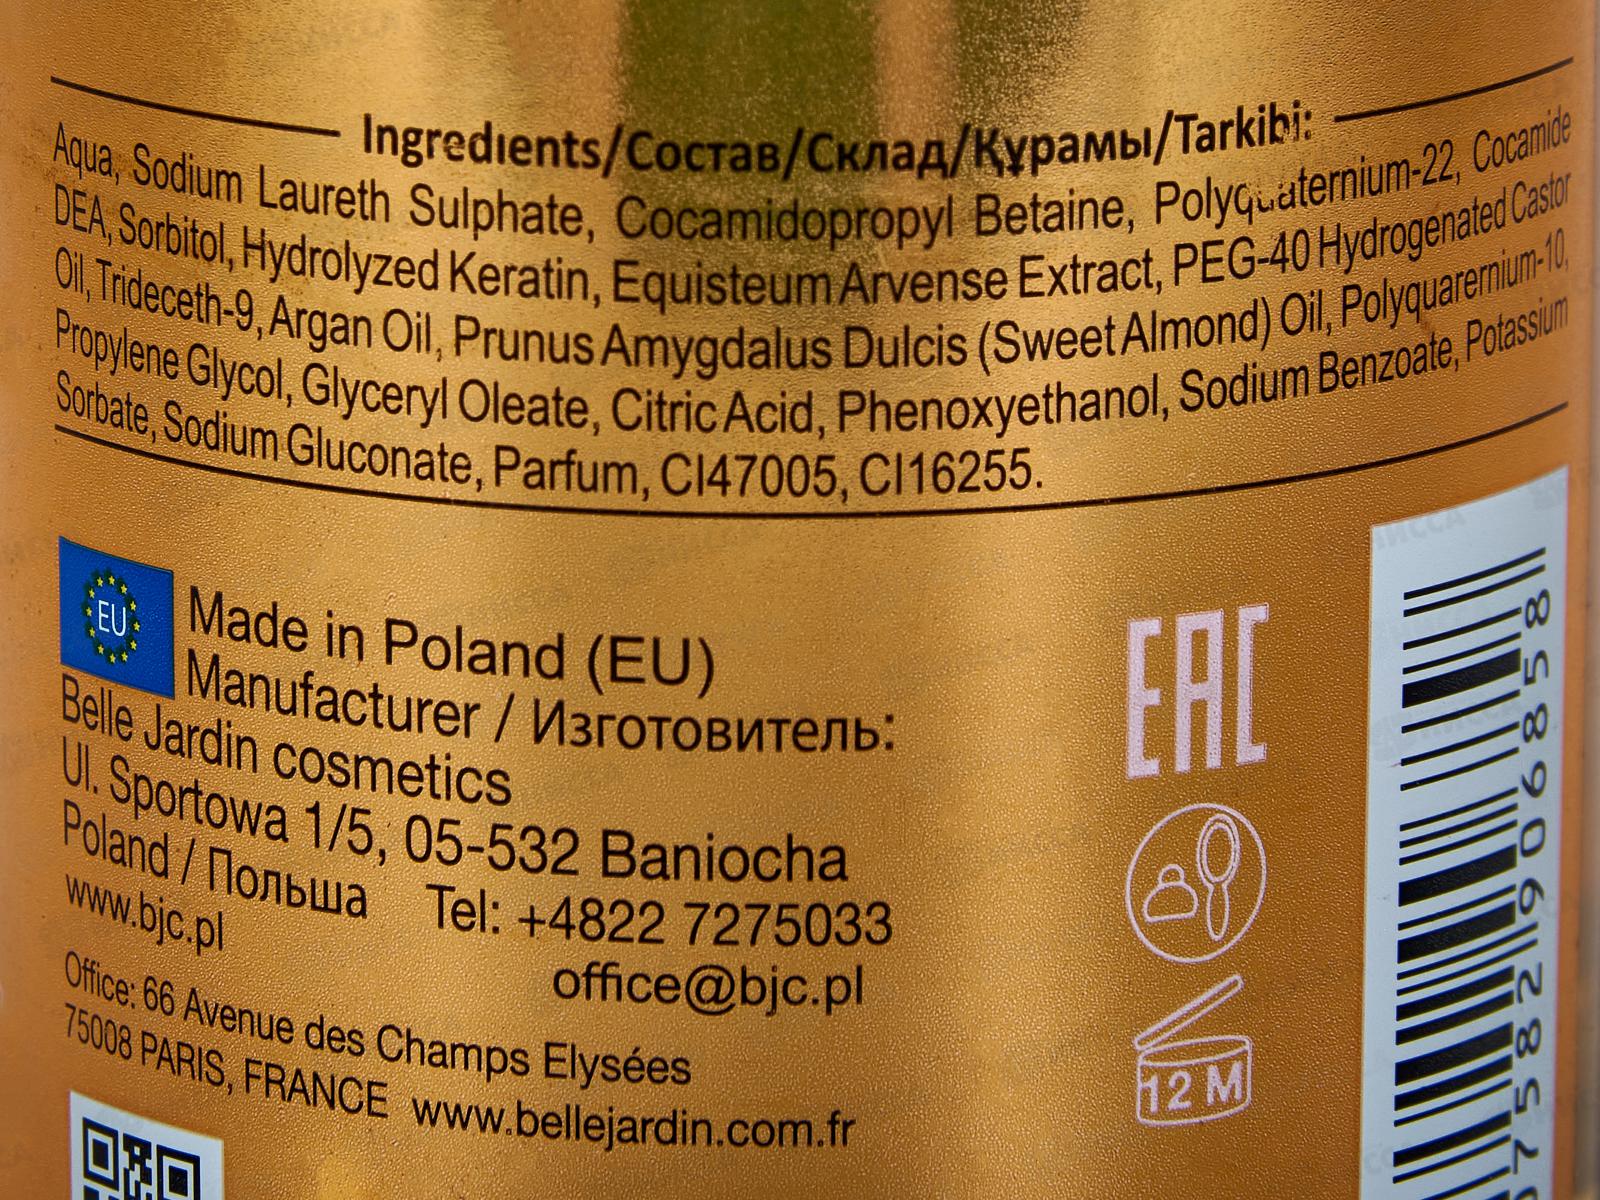 Ingredients/Состав/Склад/Құрамы/Tarkibi:
Aqua, Sodium Laureth Sulphate, Cocamidopropyl Betaine, Polyquaternium-22, Cocamide
DEA, Sorbitol, Hydrolyzed Keratin, Equisteum Arvense Extract, PEG-40 Hydrogenated Castor
Oil, Trideceth-9, Argan Oil, Prunus Amygdalus Dulcis (Sweet Almond) Oil, Polyquarernium-10,
Propylene Glycol, Glyceryl Oleate, Citric Acid, Phenoxyethanol, Sodium Benzoate, Potassium
Sorbate, Sodium Gluconate, Parfum, CI47005, CI16255.
EU
Made in Poland (EU)
Manufacturer / Изготовитель:
Belle Jardin cosmetics
Ul. Sportowa 1/5, 05-532 Baniocha
Poland / Польша Tel: +4822 7275033
www.bjc.pl office@bjc.pl
Office: 66 Avenue des Champs Elysées
75008 PARIS, FRANCE www.bellejardin.com.fr
EAC
12 M
7582906858